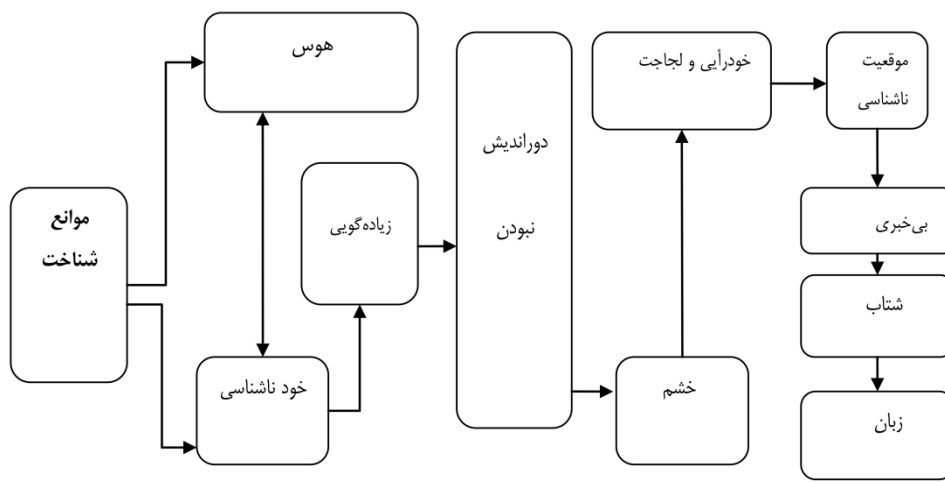 موانع
شناخت
هوس
خود ناشناسی
زیاده‌گویی
دوراندیش
نبودن
خشم
خودرأیی و لجاجت
موقعیت
ناشناسی
بی‌خبری
شتاب
زبان